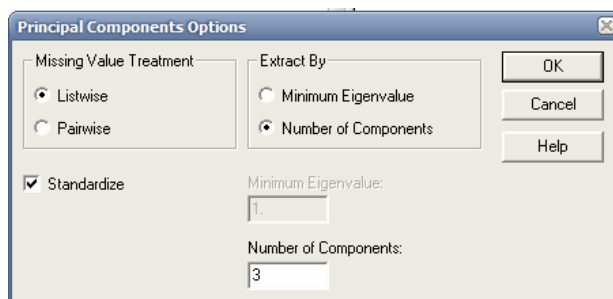 Principal Components Options
Missing Value Treatment
Listwise
Pairwise
Standardize
Extract By
Minimum Eigenvalue
Number of Components
Minimum Eigenvalue:
1.
Number of Components:
3
OK
Cancel
Help